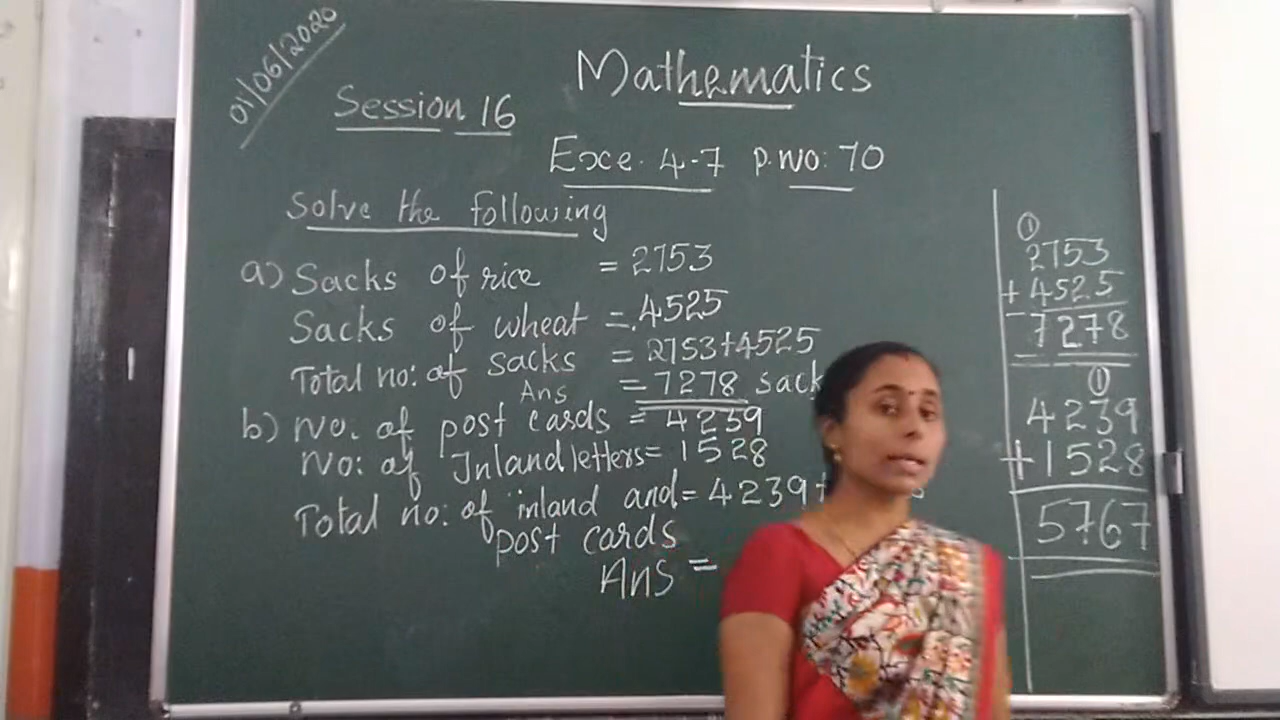 01/06/2020
Mathematics
Session 16
Exce. 4-7 P.No: 70
Solve the following
a) Sacks of rice = 2753
Sacks of wheat = 4525
Total no: of sacks = 2753+4525
Ans = 7278 sack
b) No. of post cards = 4239
No: of Inland letters = 1528
Total no: of inland and = 4239+
post cards
Ans =
1
2753
+ 4525
7278
1
4239
+1528
5767